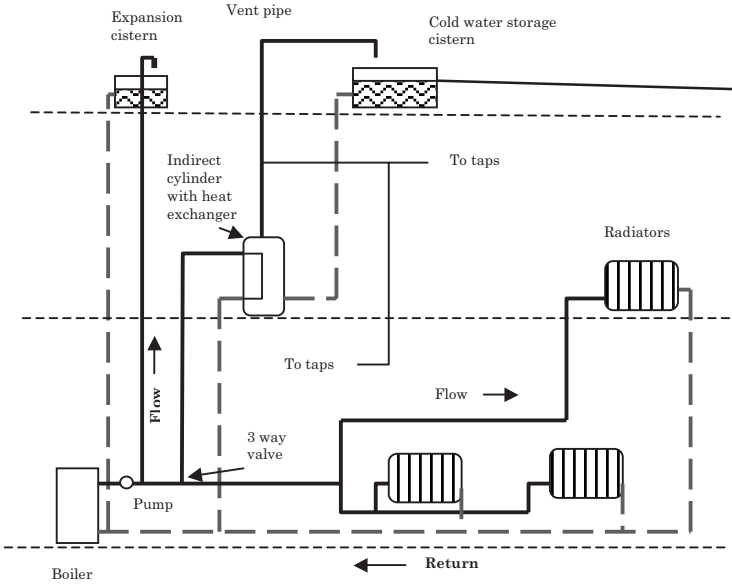 Expansion
cistern
Vent pipe
Cold water storage
cistern
Indirect
cylinder
with heat
exchanger
To taps
Radiators
To taps
Flow
Flow
3 way
valve
Pump
Return
Boiler